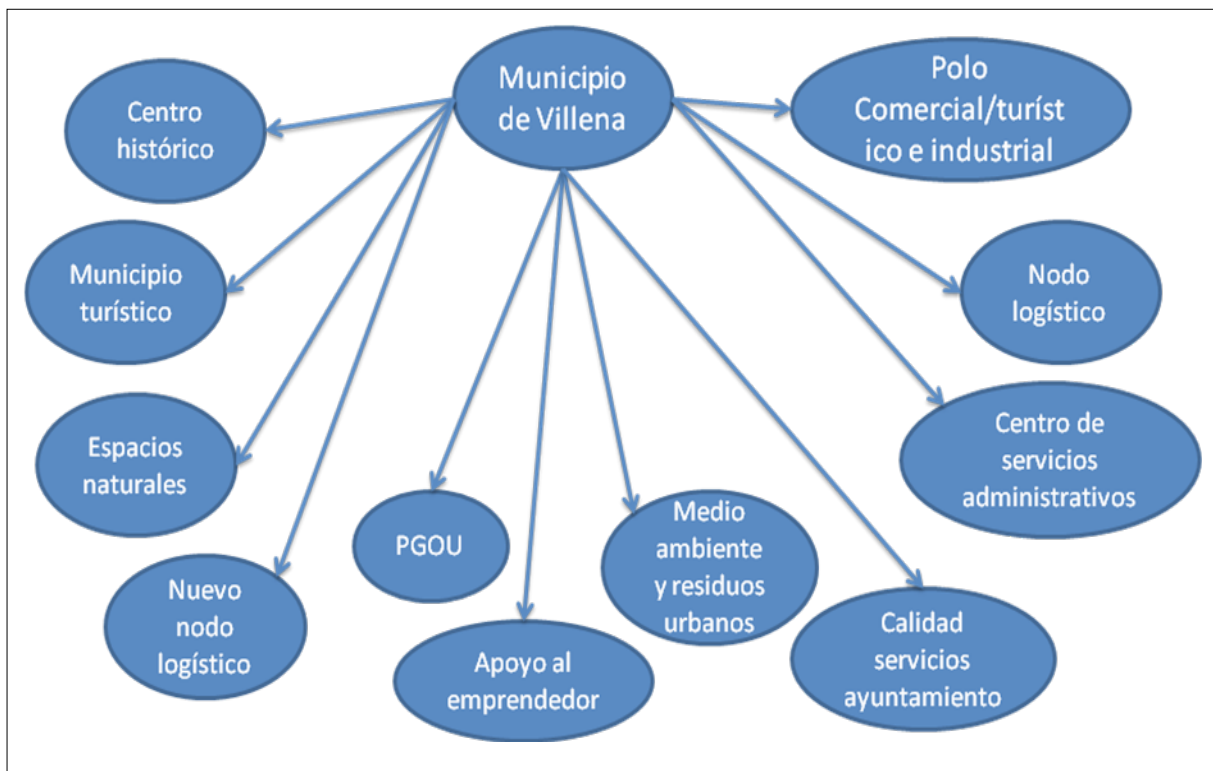 Municipio
de Villena
Polo
Comercial/turíst
ico e industrial
Centro
histórico
Municipio
turístico
Nodo
logístico
Espacios
naturales
Centro de
servicios
administrativos
PGOU
Medio
ambiente
y residuos
urbanos
Nuevo
nodo
logístico
Apoyo al
emprendedor
Calidad
servicios
ayuntamiento